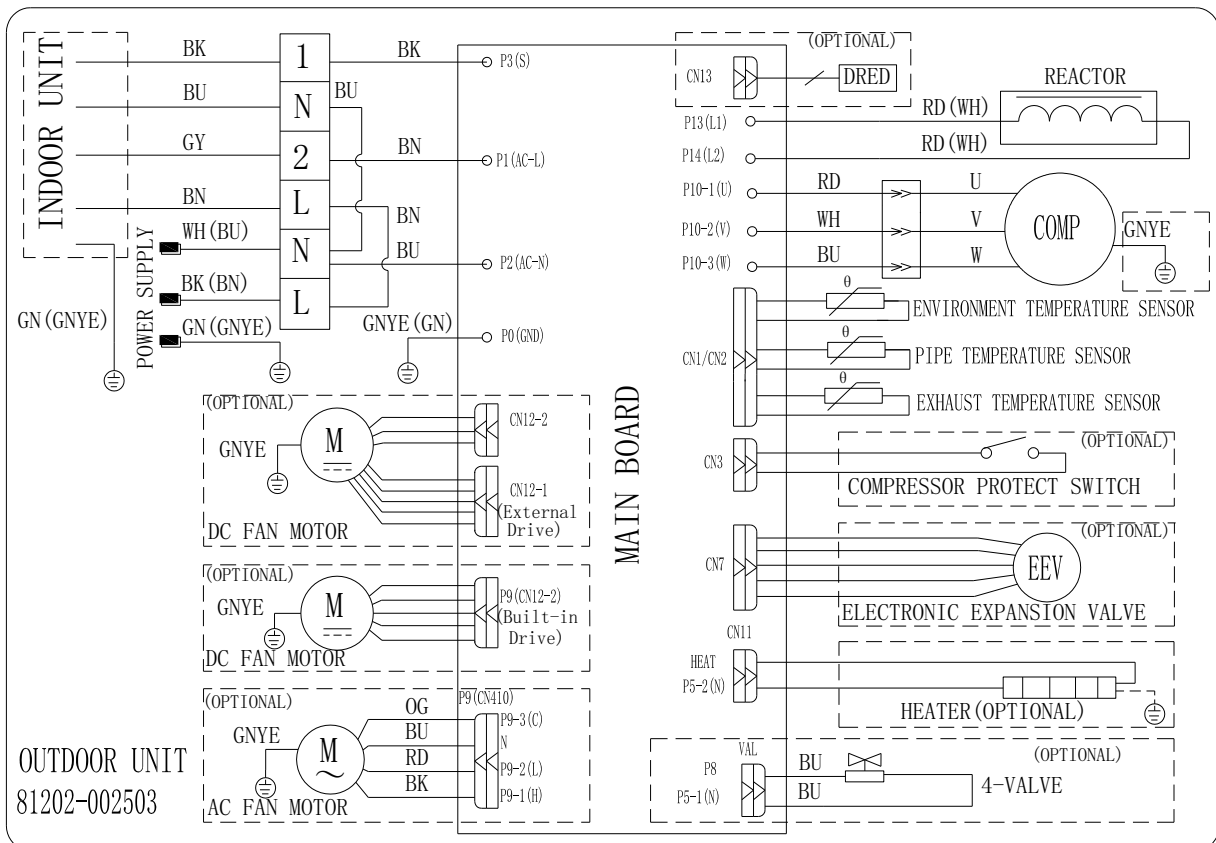 INDOOR UNIT
BK
BU
GY
BN
WH(BU)
BK(BN)
GN(GNYE)
GN(GNYE)
POWER SUPPLY
1
N
2
L
N
L
BU
BN
BK
BN
BU
GNYE(GN)
P3(S)
P1(AC-L)
P2(AC-N)
P0(GND)
MAIN BOARD
(OPTIONAL)
CN13
DRED
REACTOR
RD(WH)
RD(WH)
P13(L1)
P14(L2)
P10-1(U)
P10-2(V)
P10-3(W)
RD
WH
BU
U
V
W
COMP
GNYE
CN1/CN2
θ
ENVIRONMENT TEMPERATURE SENSOR
θ
PIPE TEMPERATURE SENSOR
θ
EXHAUST TEMPERATURE SENSOR
CN3
(OPTIONAL)
COMPRESSOR PROTECT SWITCH
CN7
(OPTIONAL)
EEV
ELECTRONIC EXPANSION VALVE
CN11
HEAT
P5-2(N)
HEATER(OPTIONAL)
(OPTIONAL)
VAL
P8
P5-1(N)
BU
BU
4-VALVE
(OPTIONAL)
GNYE
M
CN12-2
CN12-1
(External
Drive)
DC FAN MOTOR
(OPTIONAL)
GNYE
M
P9(CN12-2)
(Built-in
Drive)
DC FAN MOTOR
(OPTIONAL)
GNYE
M
OG
BU
RD
BK
P9(CN410)
P9-3(C)
N
P9-2(L)
P9-1(H)
AC FAN MOTOR
OUTDOOR UNIT
81202-002503